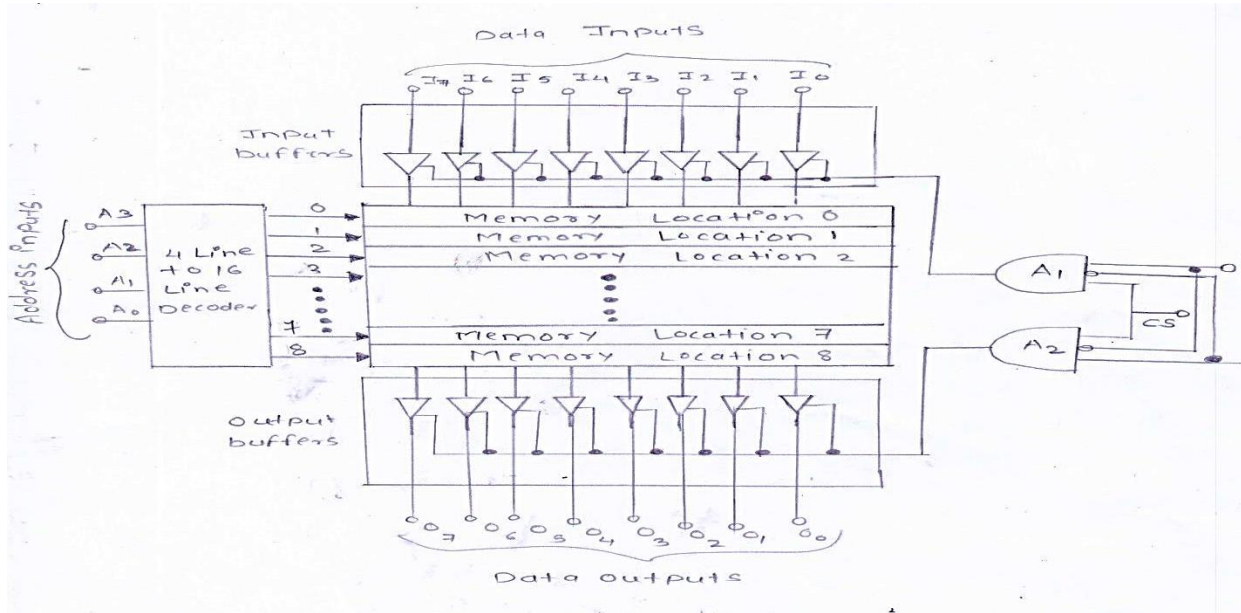 Data Inputs
I7 I6 I5 I4 I3 I2 I1 I0
Input
buffers
Address inputs
A3
A2
A1
A0
4 Line
to 16
Line
Decoder
0
1
2
3
7
8
Memory Location 0
Memory Location 1
Memory Location 2
Memory Location 7
Memory Location 8
A1
CS
A2
Output
buffers
O7 O6 O5 O4 O3 O2 O1 O0
Data outputs